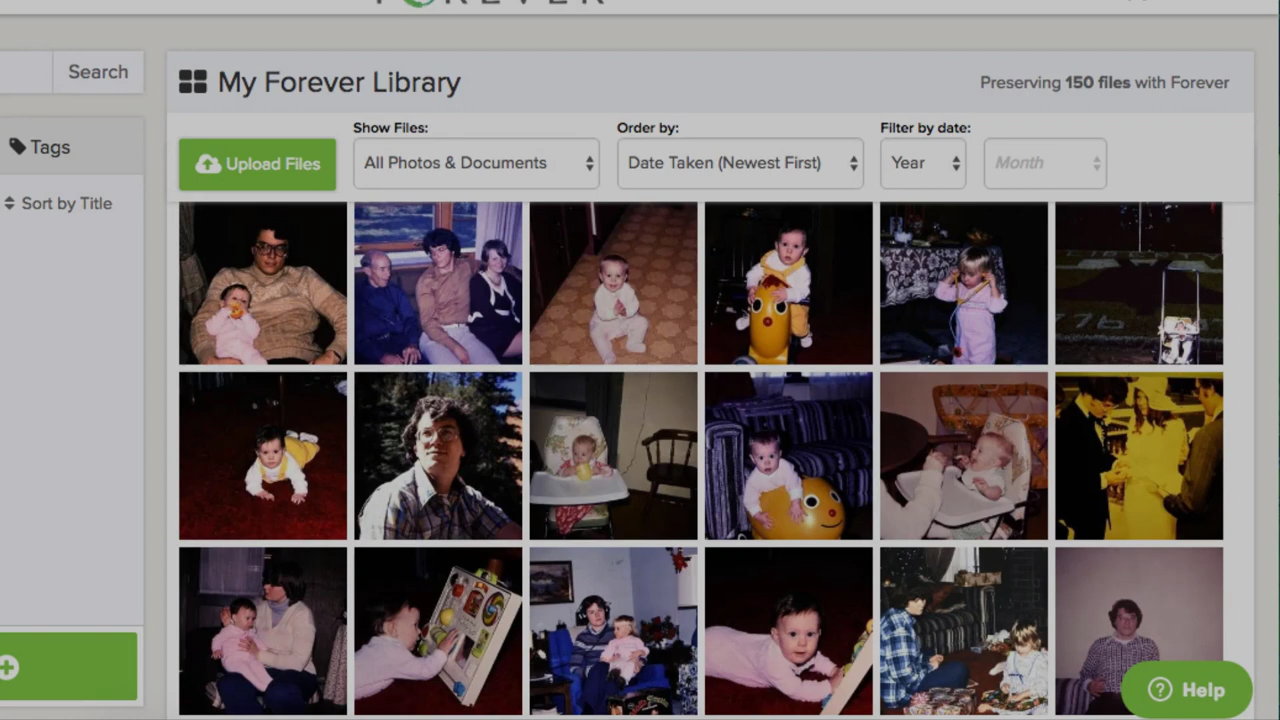 FOREVER
Search
My Forever Library
Preserving 150 files with Forever
Tags
Show Files:
Order by:
Filter by date:
Upload Files
All Photos & Documents
Date Taken (Newest First)
Year
Month
Sort by Title
Help